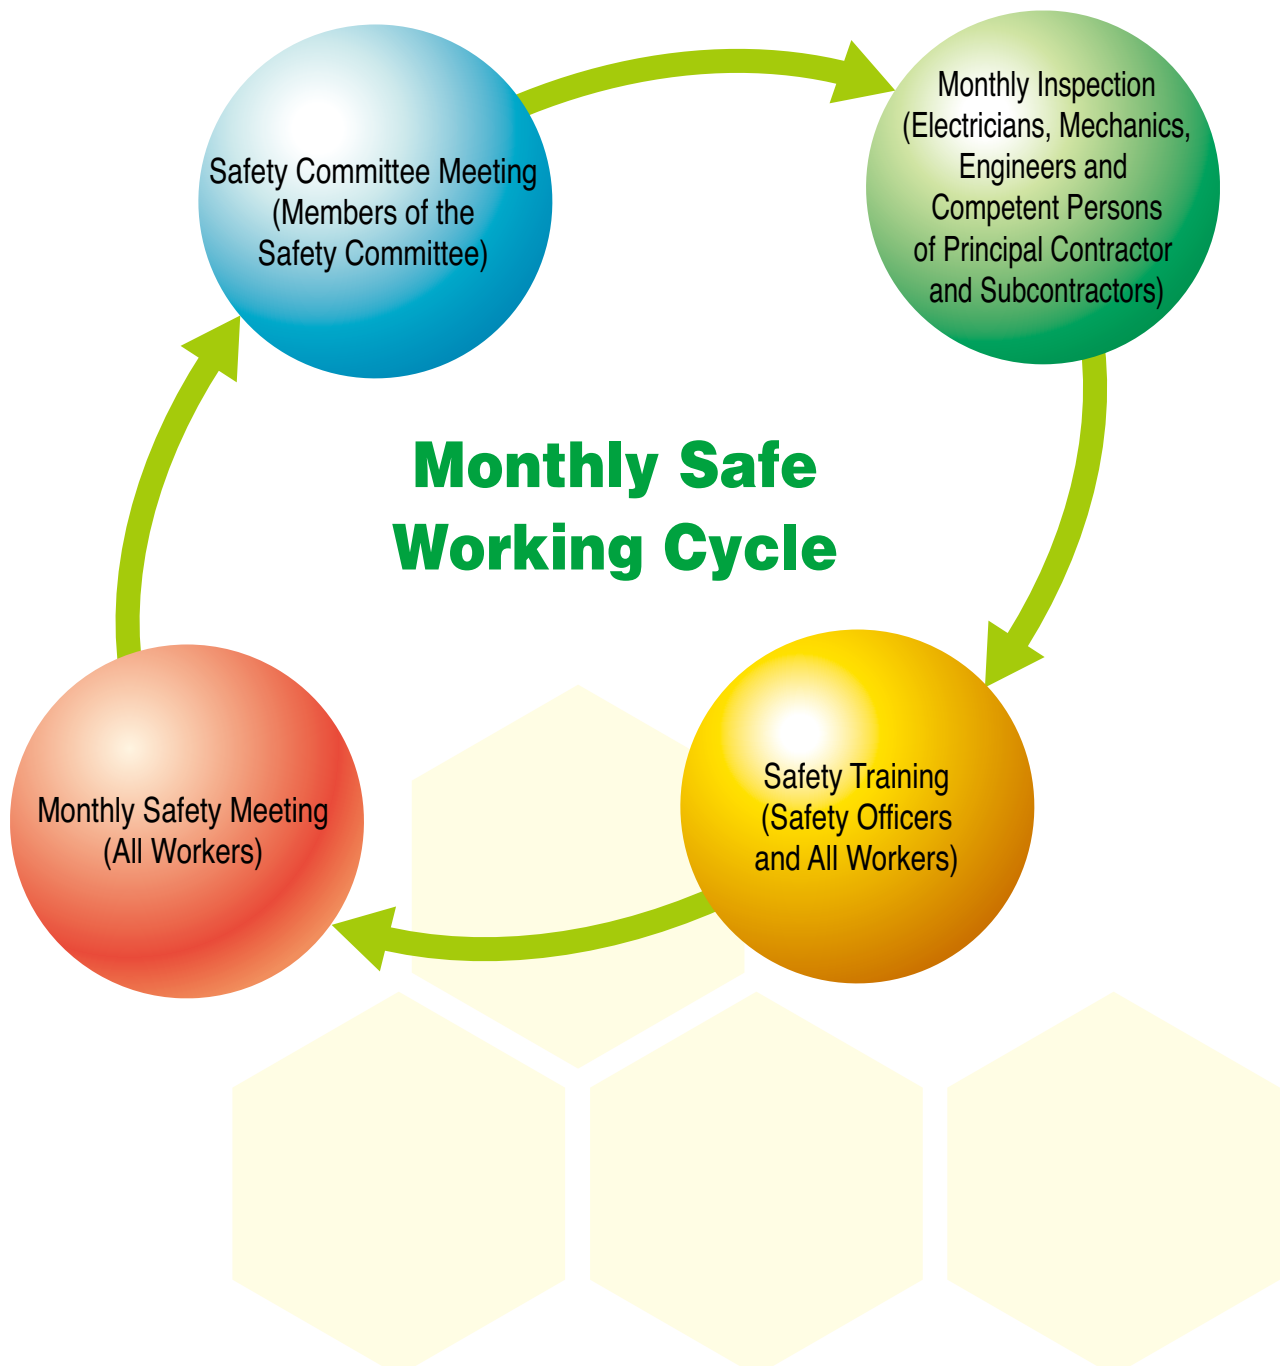 Safety Committee Meeting
(Members of the
Safety Committee)
Monthly Inspection
(Electricians, Mechanics,
Engineers and
Competent Persons
of Principal Contractor
and Subcontractors)
Monthly Safe
Working Cycle
Safety Training
(Safety Officers
and All Workers)
Monthly Safety Meeting
(All Workers)